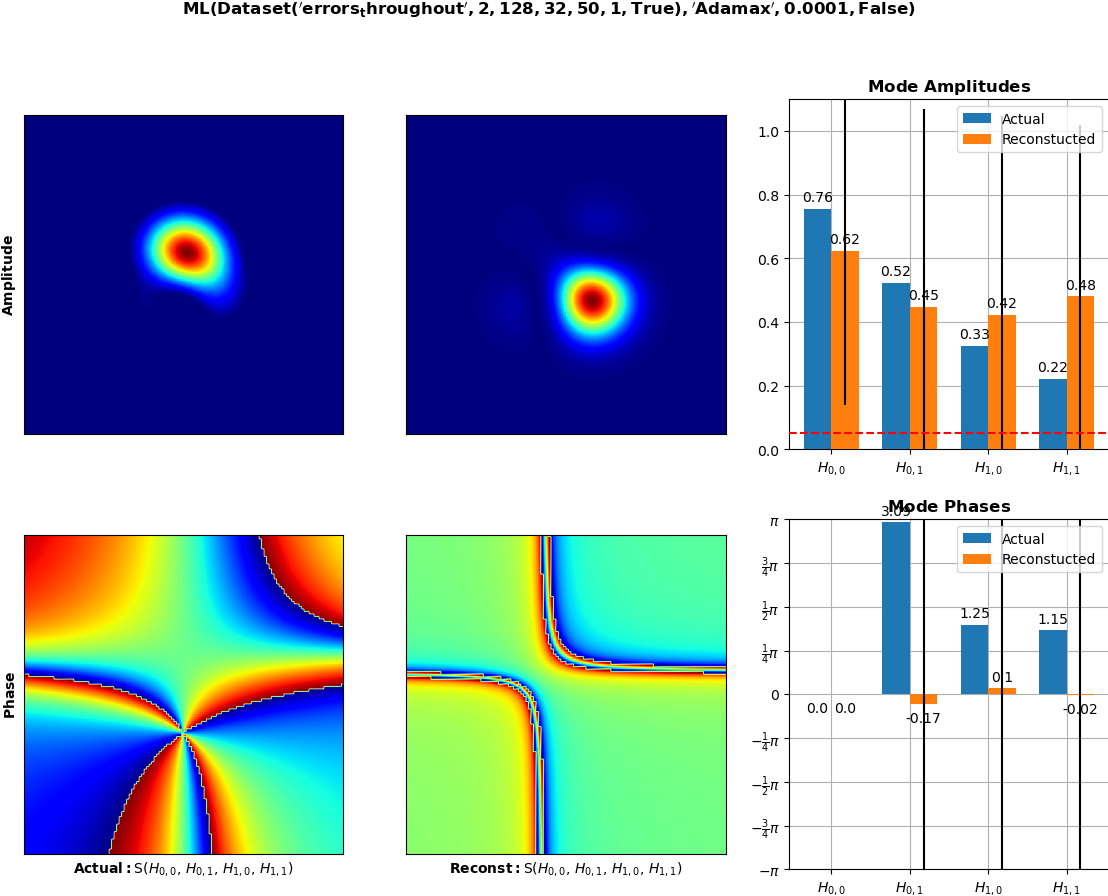 ML(Dataset('errors_throughout', 2, 128, 32, 50, 1, True), 'Adamax', 0.0001, False)
Amplitude
Mode Amplitudes
Actual
Reconstucted
1.0
0.8
0.6
0.4
0.2
0.0
0.76
0.62
0.52
0.45
0.33
0.42
0.22
0.48
H0,0
H0,1
H1,0
H1,1
Phase
Actual: S(H0,0, H0,1, H1,0, H1,1)
Reconst: S(H0,0, H0,1, H1,0, H1,1)
Mode Phases
Actual
Reconstucted
π
3/4π
1/2π
1/4π
0
−1/4π
−1/2π
−3/4π
−π
0.0
0.0
3.09
-0.17
1.25
0.1
1.15
-0.02
H0,0
H0,1
H1,0
H1,1